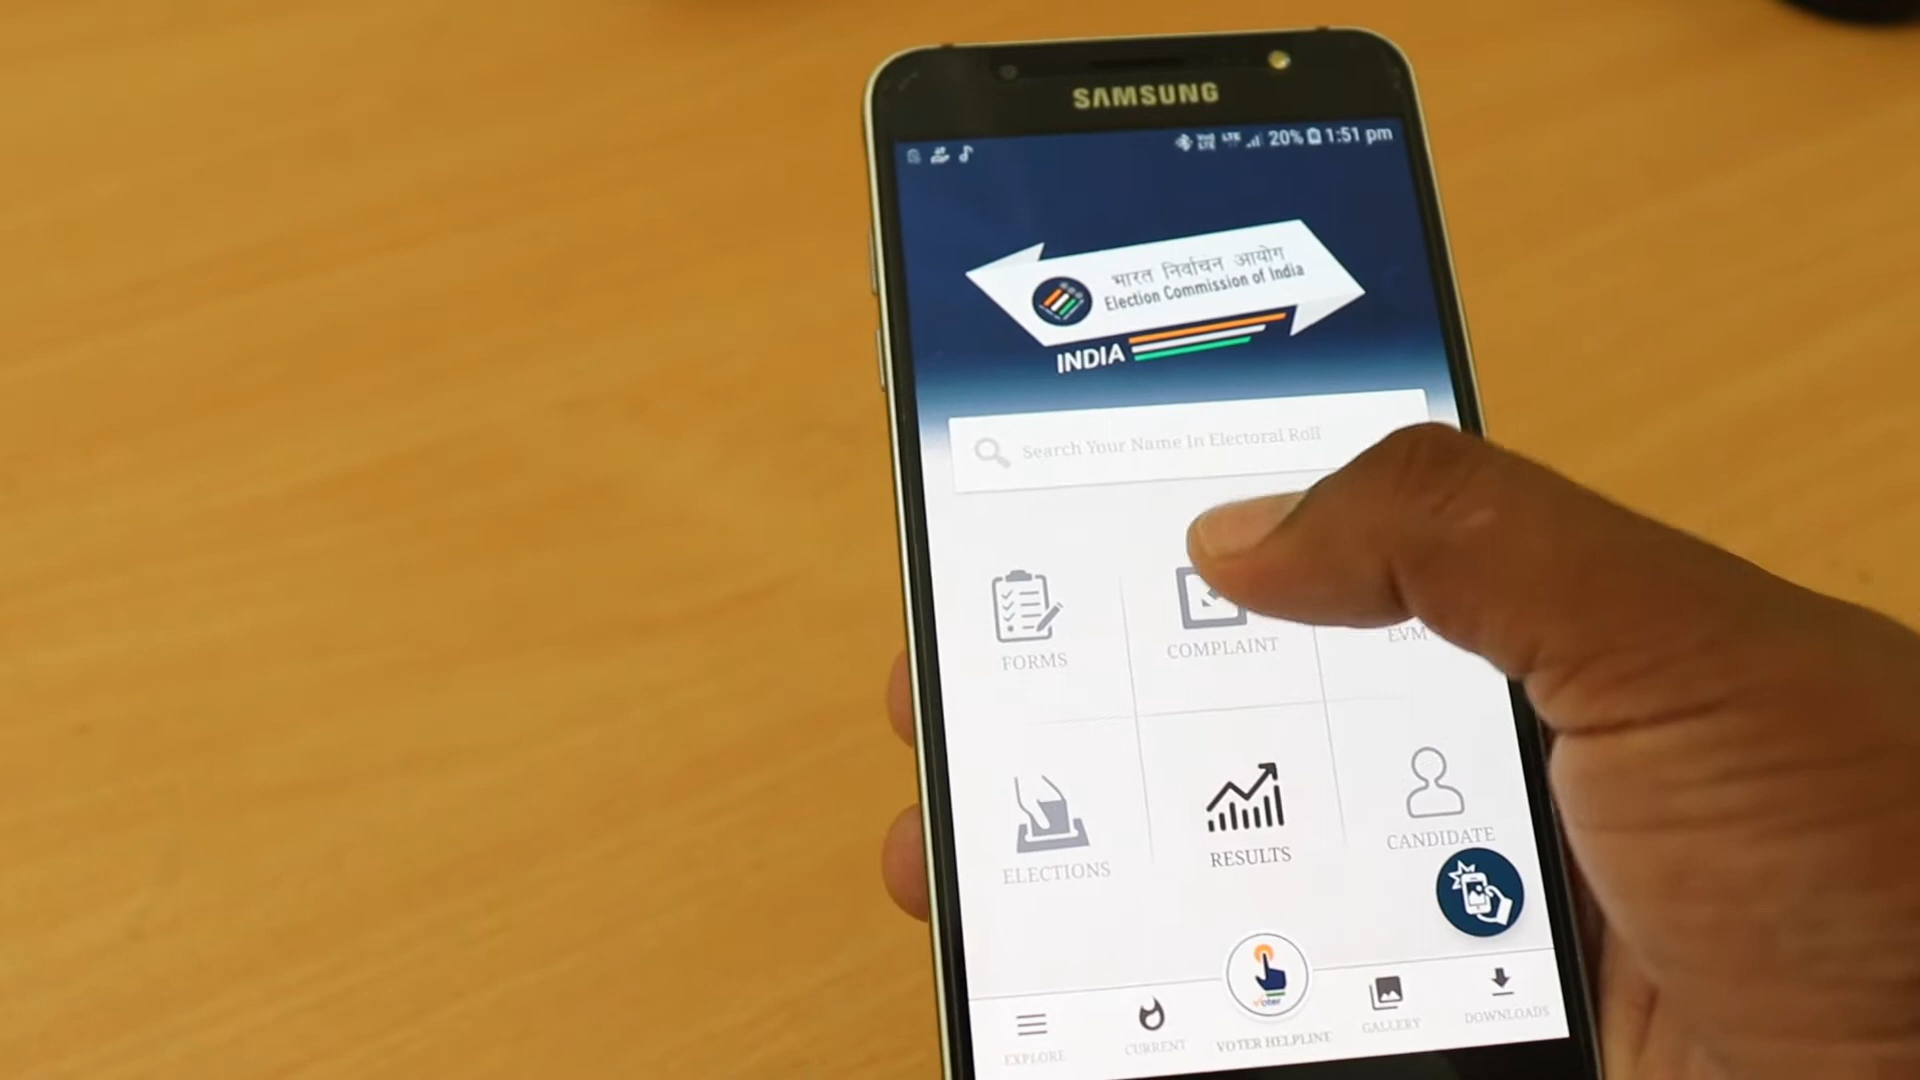 SAMSUNG
20% 1:51 pm
भारत निर्वाचन आयोग
Election Commission of India
INDIA
Search Your Name In Electoral Roll
FORMS
COMPLAINT
EVM
ELECTIONS
RESULTS
CANDIDATE
EXPLORE
CURRENT
VOTER HELPLINE
GALLERY
DOWNLOADS